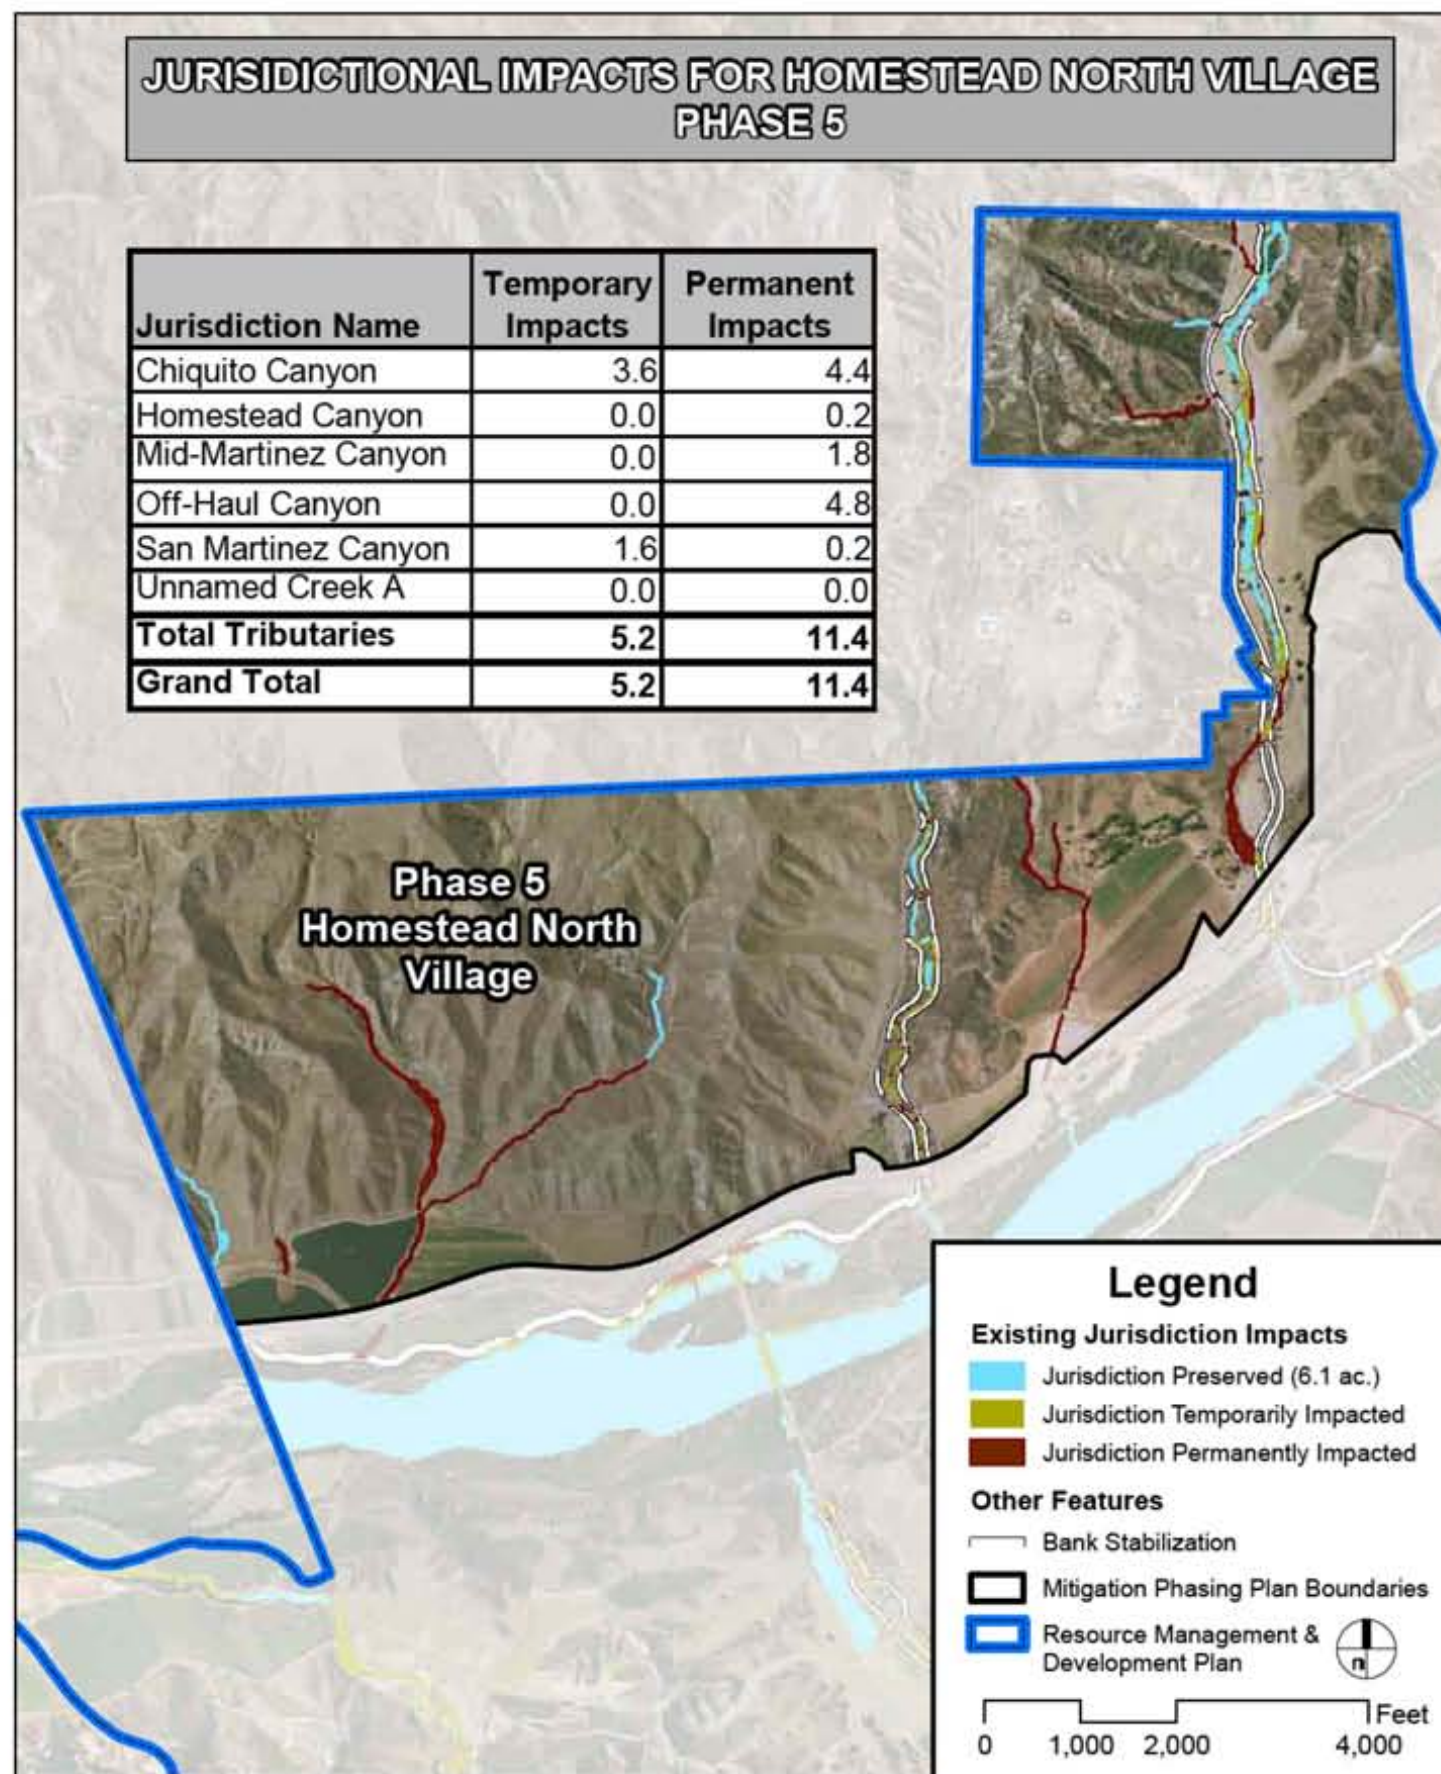 JURISIDICTIONAL IMPACTS FOR HOMESTEAD NORTH VILLAGE
PHASE 5
Jurisdiction Name Temporary Impacts Permanent Impacts
Chiquito Canyon 3.6 4.4
Homestead Canyon 0.0 0.2
Mid-Martinez Canyon 0.0 1.8
Off-Haul Canyon 0.0 4.8
San Martinez Canyon 1.6 0.2
Unnamed Creek A 0.0 0.0
Total Tributaries 5.2 11.4
Grand Total 5.2 11.4
Phase 5
Homestead North
Village
Legend
Existing Jurisdiction Impacts
Jurisdiction Preserved (6.1 ac.)
Jurisdiction Temporarily Impacted
Jurisdiction Permanently Impacted
Other Features
Bank Stabilization
Mitigation Phasing Plan Boundaries
Resource Management &
Development Plan
n
Feet
0 1,000 2,000 4,000